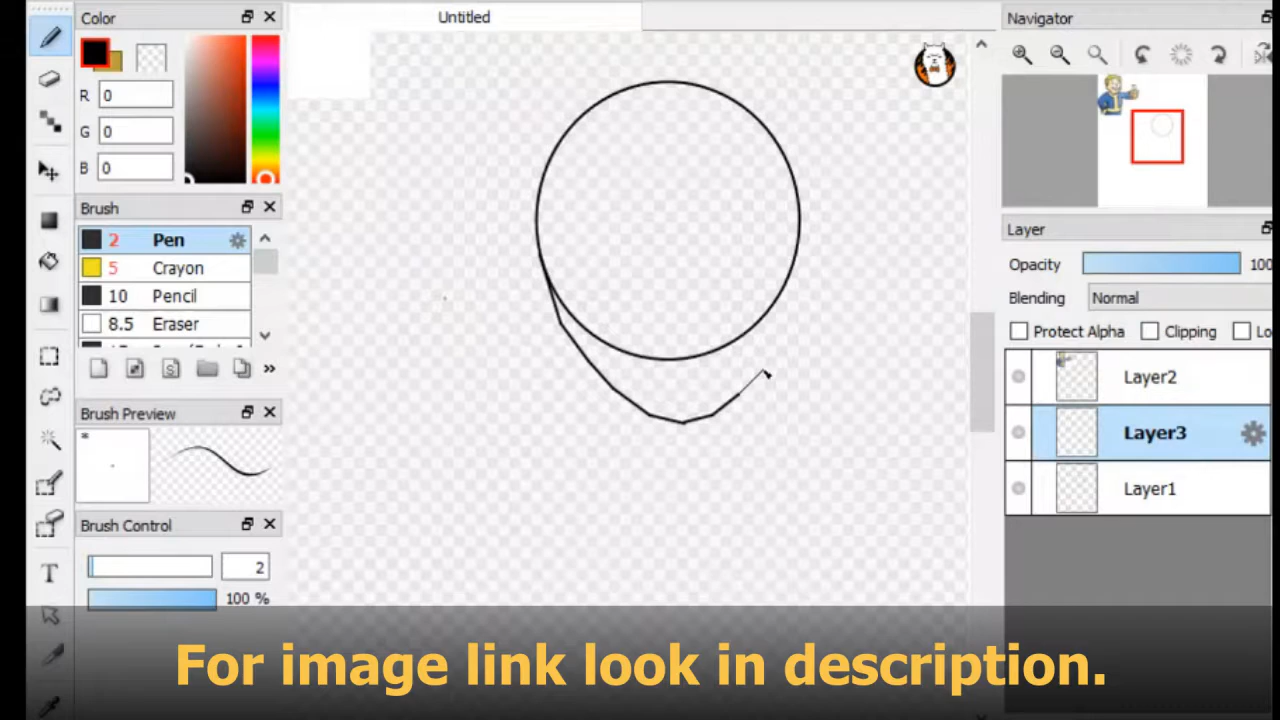 Color
Untitled
Navigator
R 0
G 0
B 0
Brush
2 Pen
5 Crayon
10 Pencil
8.5 Eraser
Brush Preview
*
Brush Control
2
100 %
Layer
Opacity 100
Blending Normal
Protect Alpha Clipping Lo
Layer2
Layer3
Layer1
T
For image link look in description.